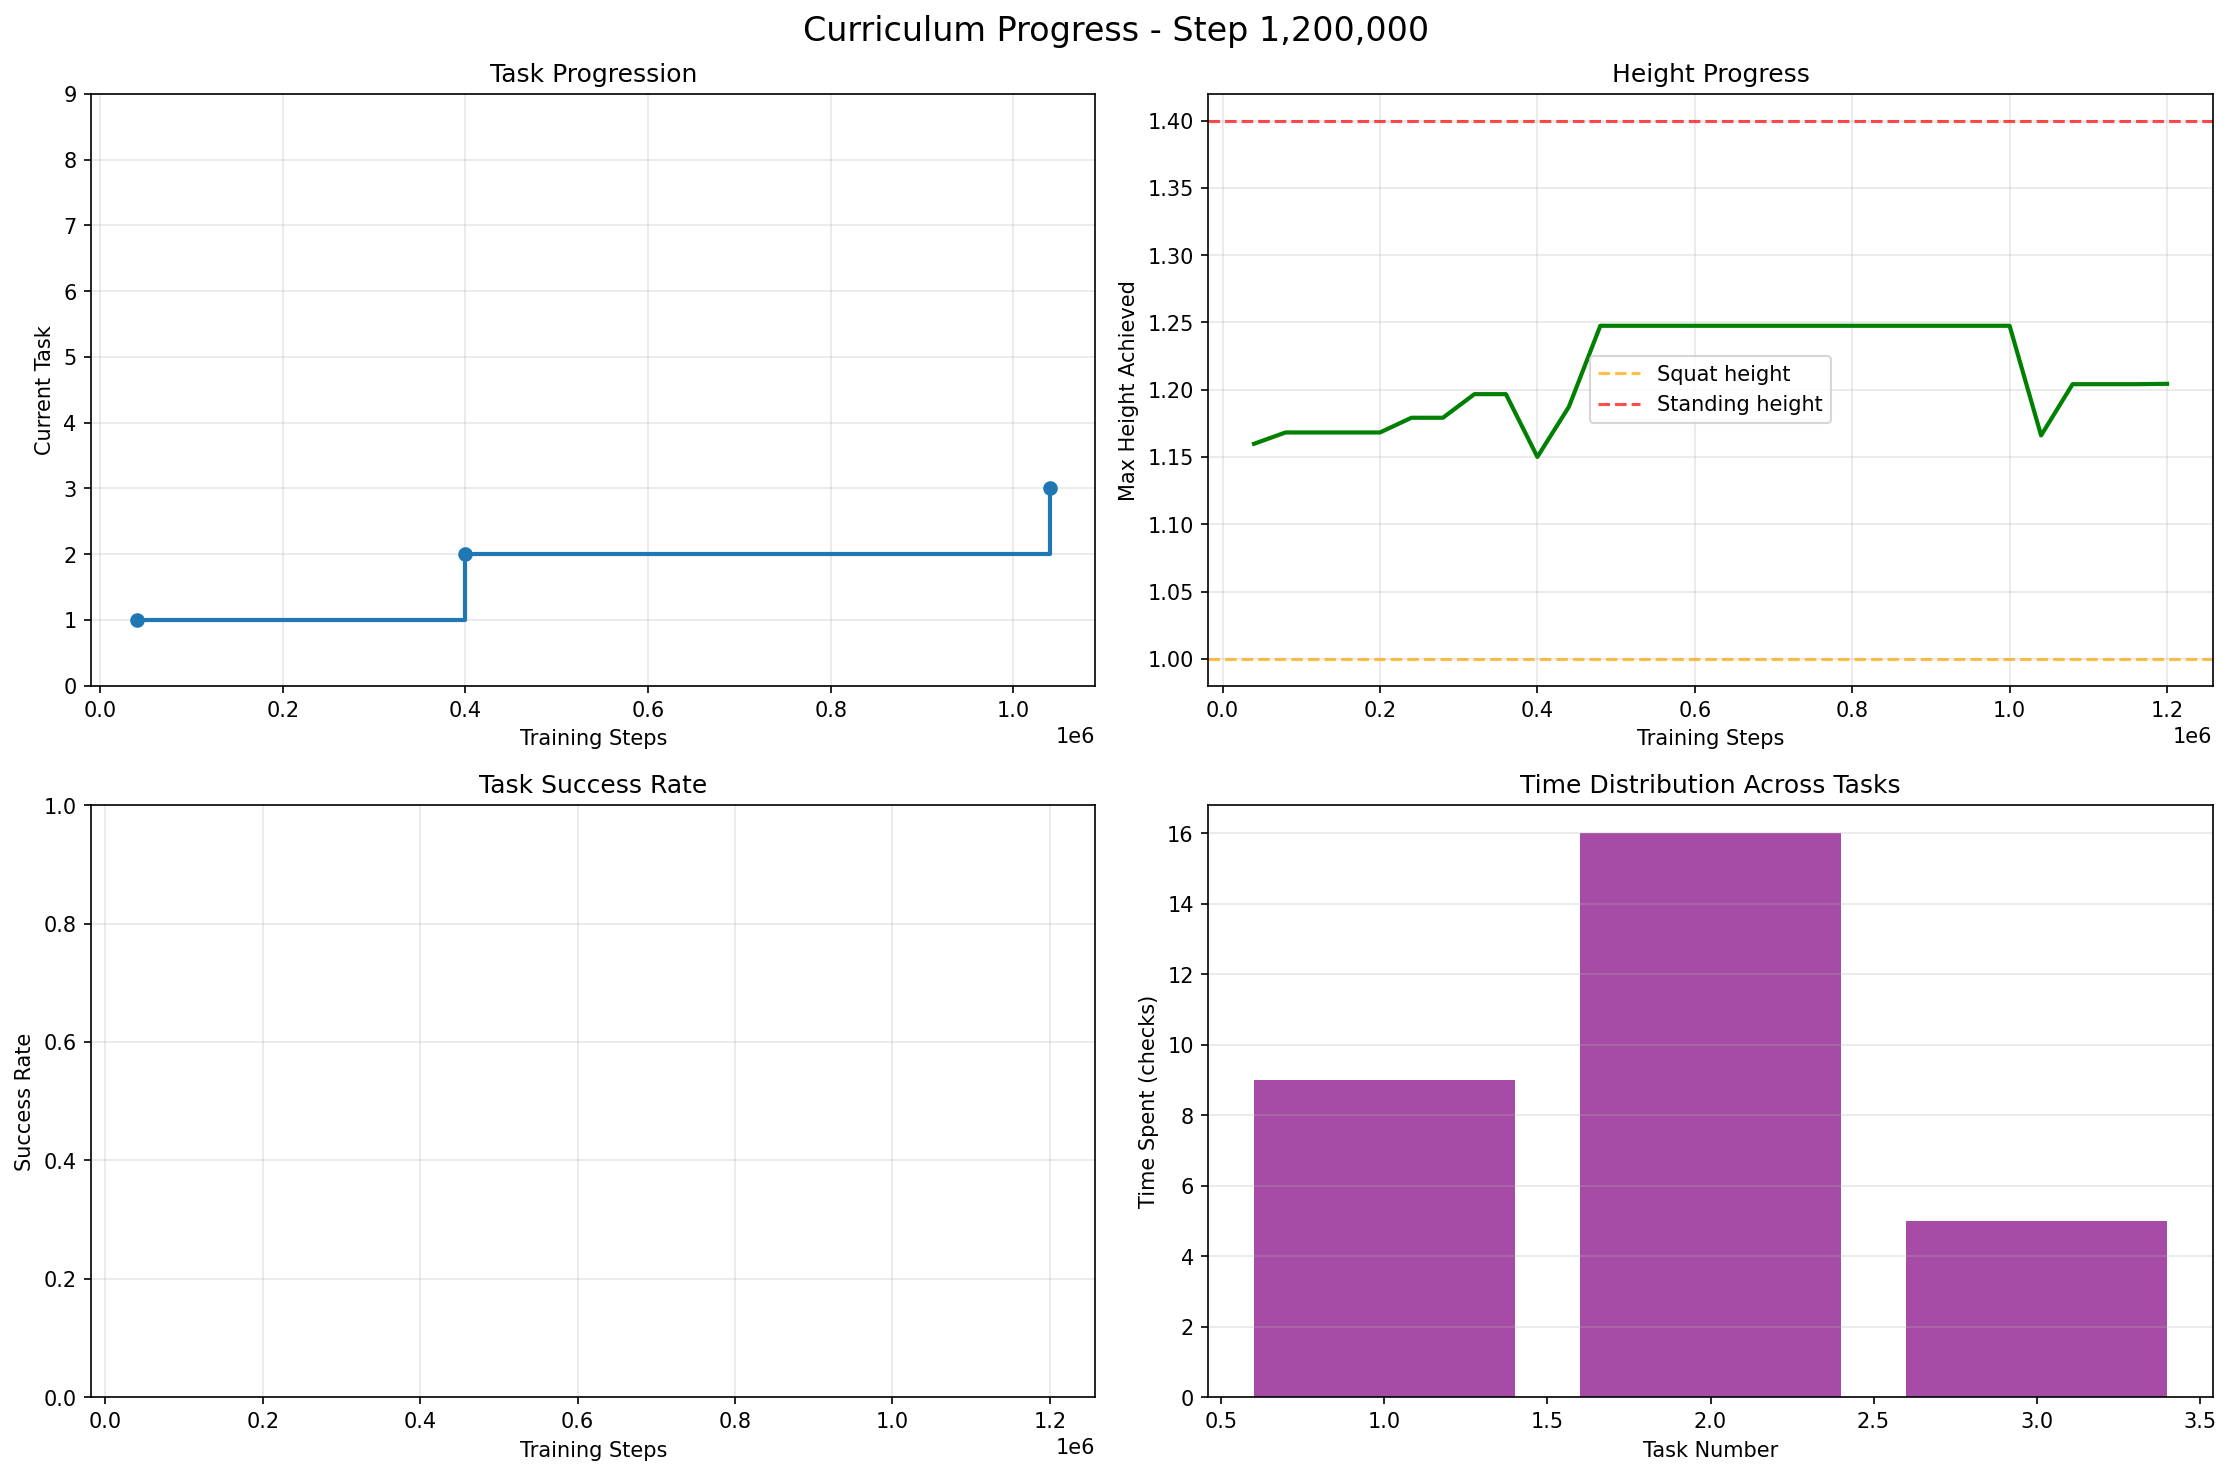 Curriculum Progress - Step 1,200,000
Task Progression
9
8
7
6
5
4
3
2
1
0
Current Task
0.0 0.2 0.4 0.6 0.8 1.0
1e6
Training Steps
Height Progress
1.40
1.35
1.30
1.25
1.20
1.15
1.10
1.05
1.00
Max Height Achieved
Squat height
Standing height
0.0 0.2 0.4 0.6 0.8 1.0 1.2
1e6
Training Steps
Task Success Rate
1.0
0.8
0.6
0.4
0.2
0.0
Success Rate
0.0 0.2 0.4 0.6 0.8 1.0 1.2
1e6
Training Steps
Time Distribution Across Tasks
16
14
12
10
8
6
4
2
0
Time Spent (checks)
0.5 1.0 1.5 2.0 2.5 3.0 3.5
Task Number